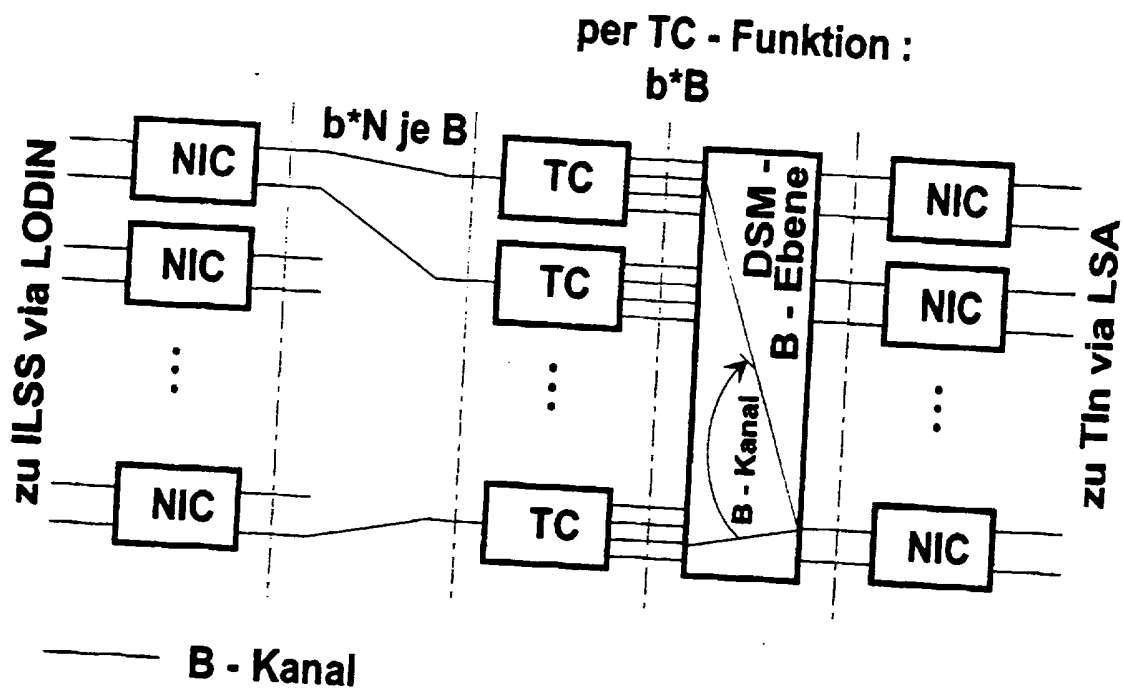 per TC - Funktion :
b*B
b*N je B
zu ILSS via LODIN
NIC
NIC
NIC
TC
TC
TC
DSM -
B - Ebene
B - Kanal
NIC
NIC
NIC
zu Tln via LSA
B - Kanal